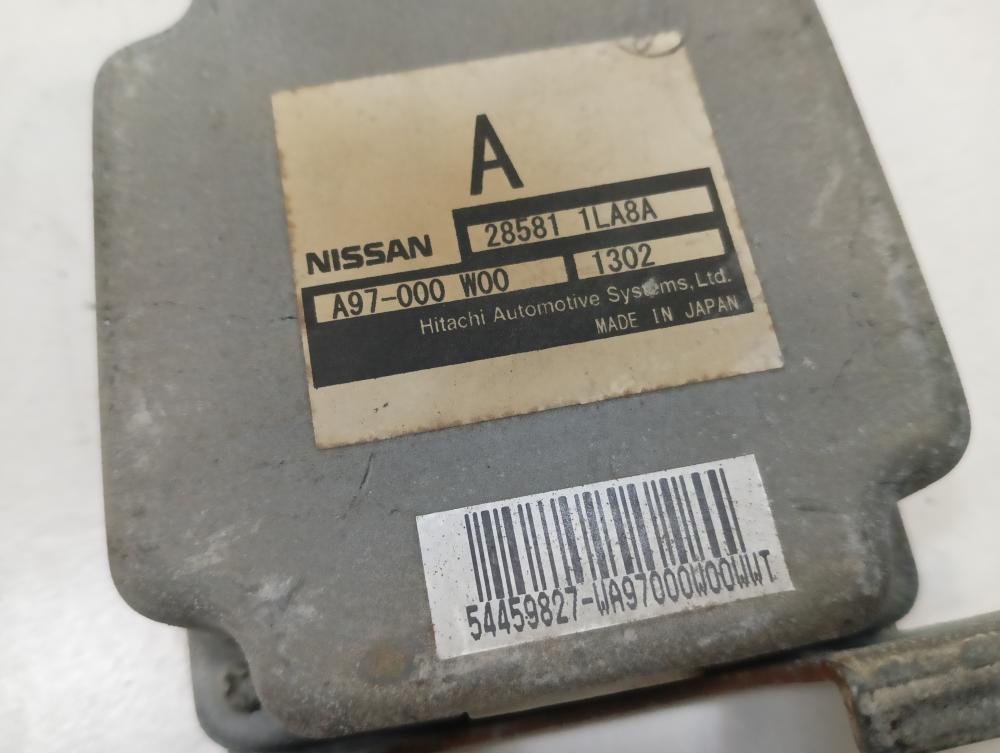 A
28581 1LA8A
NISSAN
A97-000 W00 1302
Hitachi Automotive Systems, Ltd.
MADE IN JAPAN
54459827-WA97000W00WWT